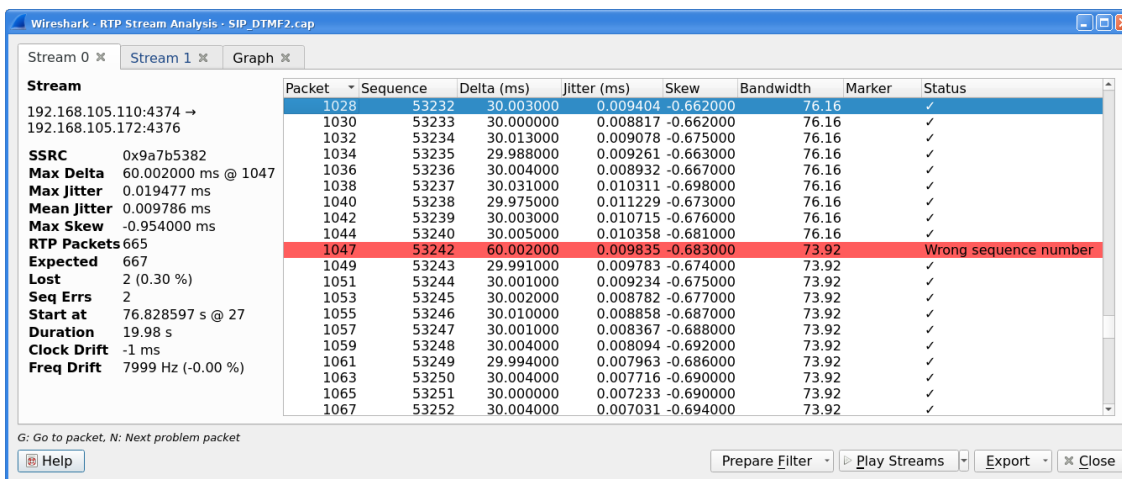 Wireshark · RTP Stream Analysis · SIP_DTMF2.cap
Stream 0 Stream 1 Graph
Stream
192.168.105.110:4374 →
192.168.105.172:4376
SSRC 0x9a7b5382
Max Delta 60.002000 ms @ 1047
Max Jitter 0.019477 ms
Mean Jitter 0.009786 ms
Max Skew -0.954000 ms
RTP Packets 665
Expected 667
Lost 2 (0.30 %)
Seq Errs 2
Start at 76.828597 s @ 27
Duration 19.98 s
Clock Drift -1 ms
Freq Drift 7999 Hz (-0.00 %)
Packet Sequence Delta (ms) Jitter (ms) Skew Bandwidth Marker Status
1028 53232 30.003000 0.009404 -0.662000 76.16 ✓
1030 53233 30.000000 0.008817 -0.662000 76.16 ✓
1032 53234 30.013000 0.009078 -0.675000 76.16 ✓
1034 53235 29.988000 0.009261 -0.663000 76.16 ✓
1036 53236 30.004000 0.008932 -0.667000 76.16 ✓
1038 53237 30.031000 0.010311 -0.698000 76.16 ✓
1040 53238 29.975000 0.011229 -0.673000 76.16 ✓
1042 53239 30.003000 0.010715 -0.676000 76.16 ✓
1044 53240 30.005000 0.010358 -0.681000 76.16 ✓
1047 53242 60.002000 0.009835 -0.683000 73.92 Wrong sequence number
1049 53243 29.991000 0.009783 -0.674000 73.92 ✓
1051 53244 30.001000 0.009234 -0.675000 73.92 ✓
1053 53245 30.002000 0.008782 -0.677000 73.92 ✓
1055 53246 30.010000 0.008858 -0.687000 73.92 ✓
1057 53247 30.001000 0.008367 -0.688000 73.92 ✓
1059 53248 30.004000 0.008094 -0.692000 73.92 ✓
1061 53249 29.994000 0.007963 -0.686000 73.92 ✓
1063 53250 30.004000 0.007716 -0.690000 73.92 ✓
1065 53251 30.000000 0.007233 -0.690000 73.92 ✓
1067 53252 30.004000 0.007031 -0.694000 73.92 ✓
G: Go to packet, N: Next problem packet
Help Prepare Filter Play Streams Export Close